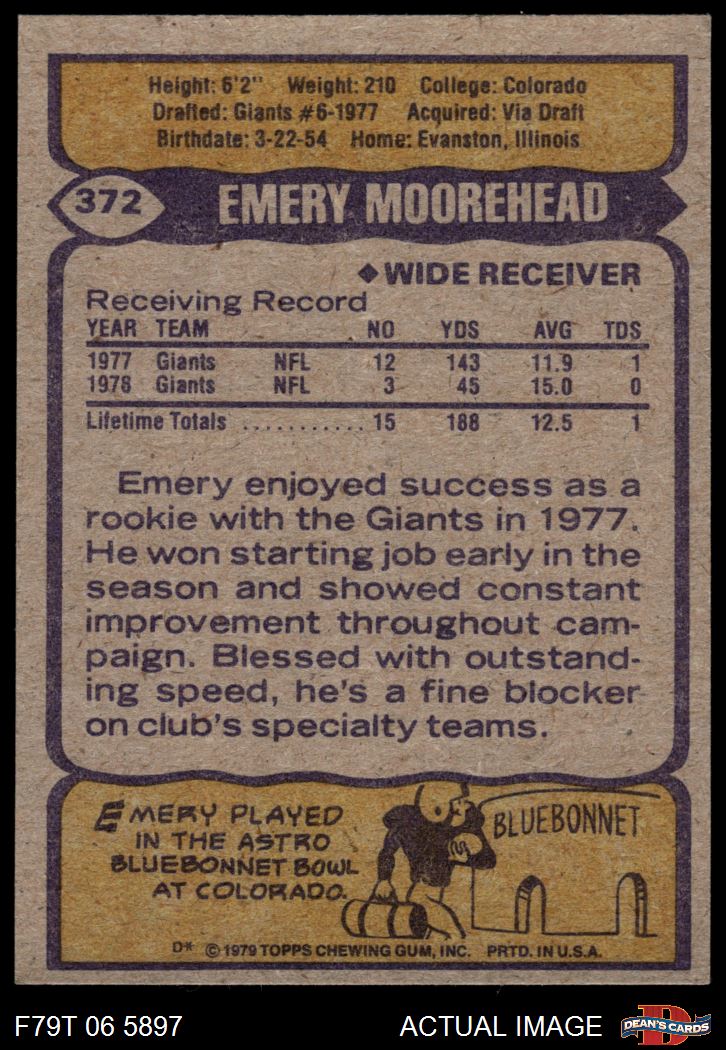 Height: 6'2" Weight: 210 College: Colorado
Drafted: Giants #6-1977 Acquired: Via Draft
Birthdate: 3-22-54 Home: Evanston, Illinois
372 EMERY MOOREHEAD
◆WIDE RECEIVER
Receiving Record
YEAR TEAM NO YDS AVG TDS
1977 Giants NFL 12 143 11.9 1
1978 Giants NFL 3 45 15.0 0
Lifetime Totals ........... 15 188 12.5 1
Emery enjoyed success as a
rookie with the Giants in 1977.
He won starting job early in the
season and showed constant
improvement throughout cam-
paign. Blessed with outstand-
ing speed, he's a fine blocker
on club's specialty teams.
EMERY PLAYED
IN THE ASTRO
BLUEBONNET BOWL
AT COLORADO.
BLUEBONNET
D* © 1979 TOPPS CHEWING GUM, INC. PRTD. IN U.S.A.
F79T 06 5897 ACTUAL IMAGE D DEAN'S CARDS